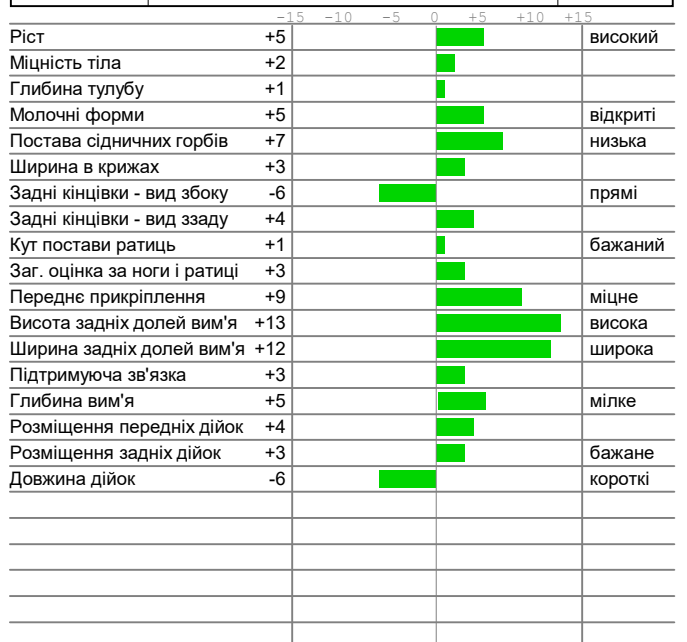 -15 -10 -5 0 +5 +10 +15
Ріст +5 високий
Міцність тіла +2
Глибина тулубу +1
Молочні форми +5 відкриті
Постава сідничних горбів +7 низька
Ширина в крижах +3
Задні кінцівки - вид збоку -6 прямі
Задні кінцівки - вид ззаду +4
Кут постави ратиць +1 бажаний
Заг. оцінка за ноги і ратиці +3
Переднє прикріплення +9 міцне
Висота задніх долей вим'я +13 висока
Ширина задніх долей вим'я +12 широка
Підтримуюча зв'язка +3
Глибина вим'я +5 мілке
Розміщення передніх дійок +4
Розміщення задніх дійок +3 бажане
Довжина дійок -6 короткі